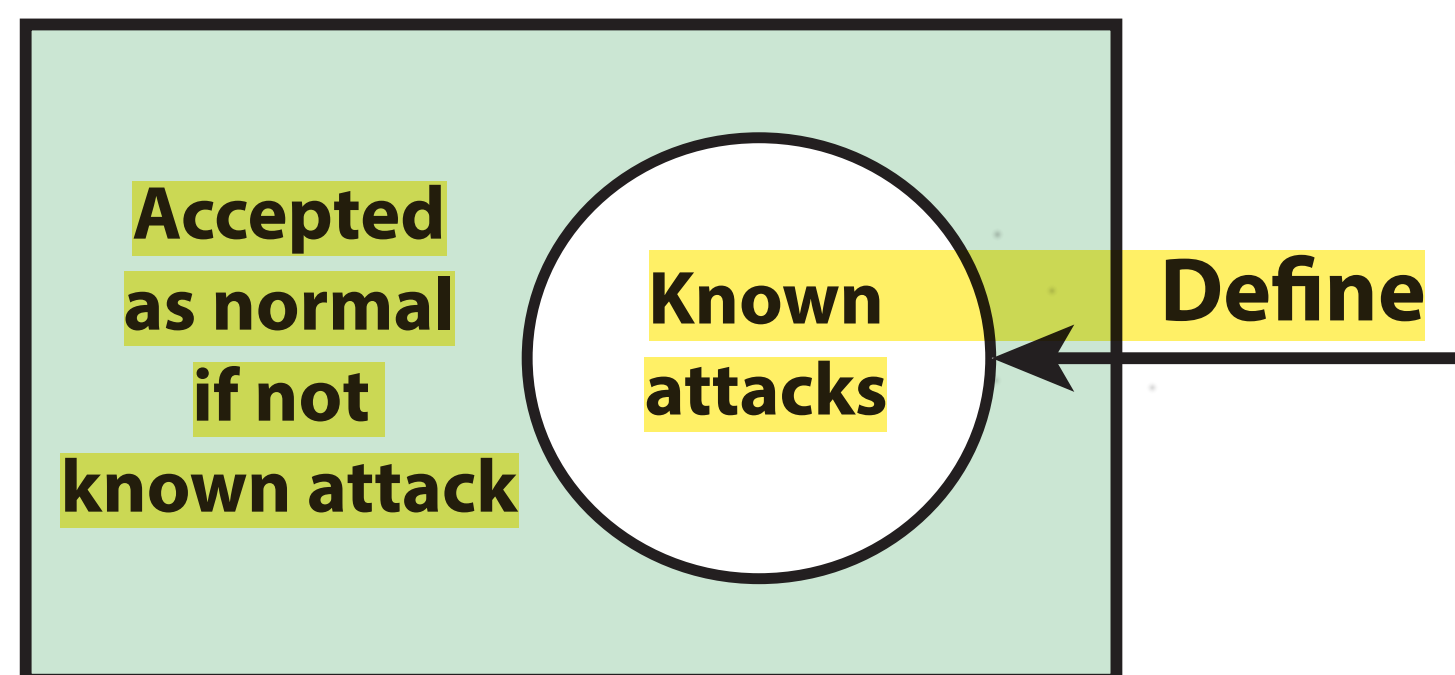 Accepted
as normal
if not
known attack
Known
attacks
Define